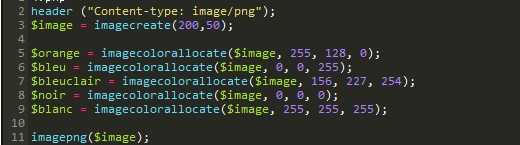 2 header ("Content-type: image/png");
3 $image = imagecreate(200,50);
4
5 $orange = imagecolorallocate($image, 255, 128, 0);
6 $bleu = imagecolorallocate($image, 0, 0, 255);
7 $bleuclair = imagecolorallocate($image, 156, 227, 254);
8 $noir = imagecolorallocate($image, 0, 0, 0);
9 $blanc = imagecolorallocate($image, 255, 255, 255);
10
11 imagepng($image);